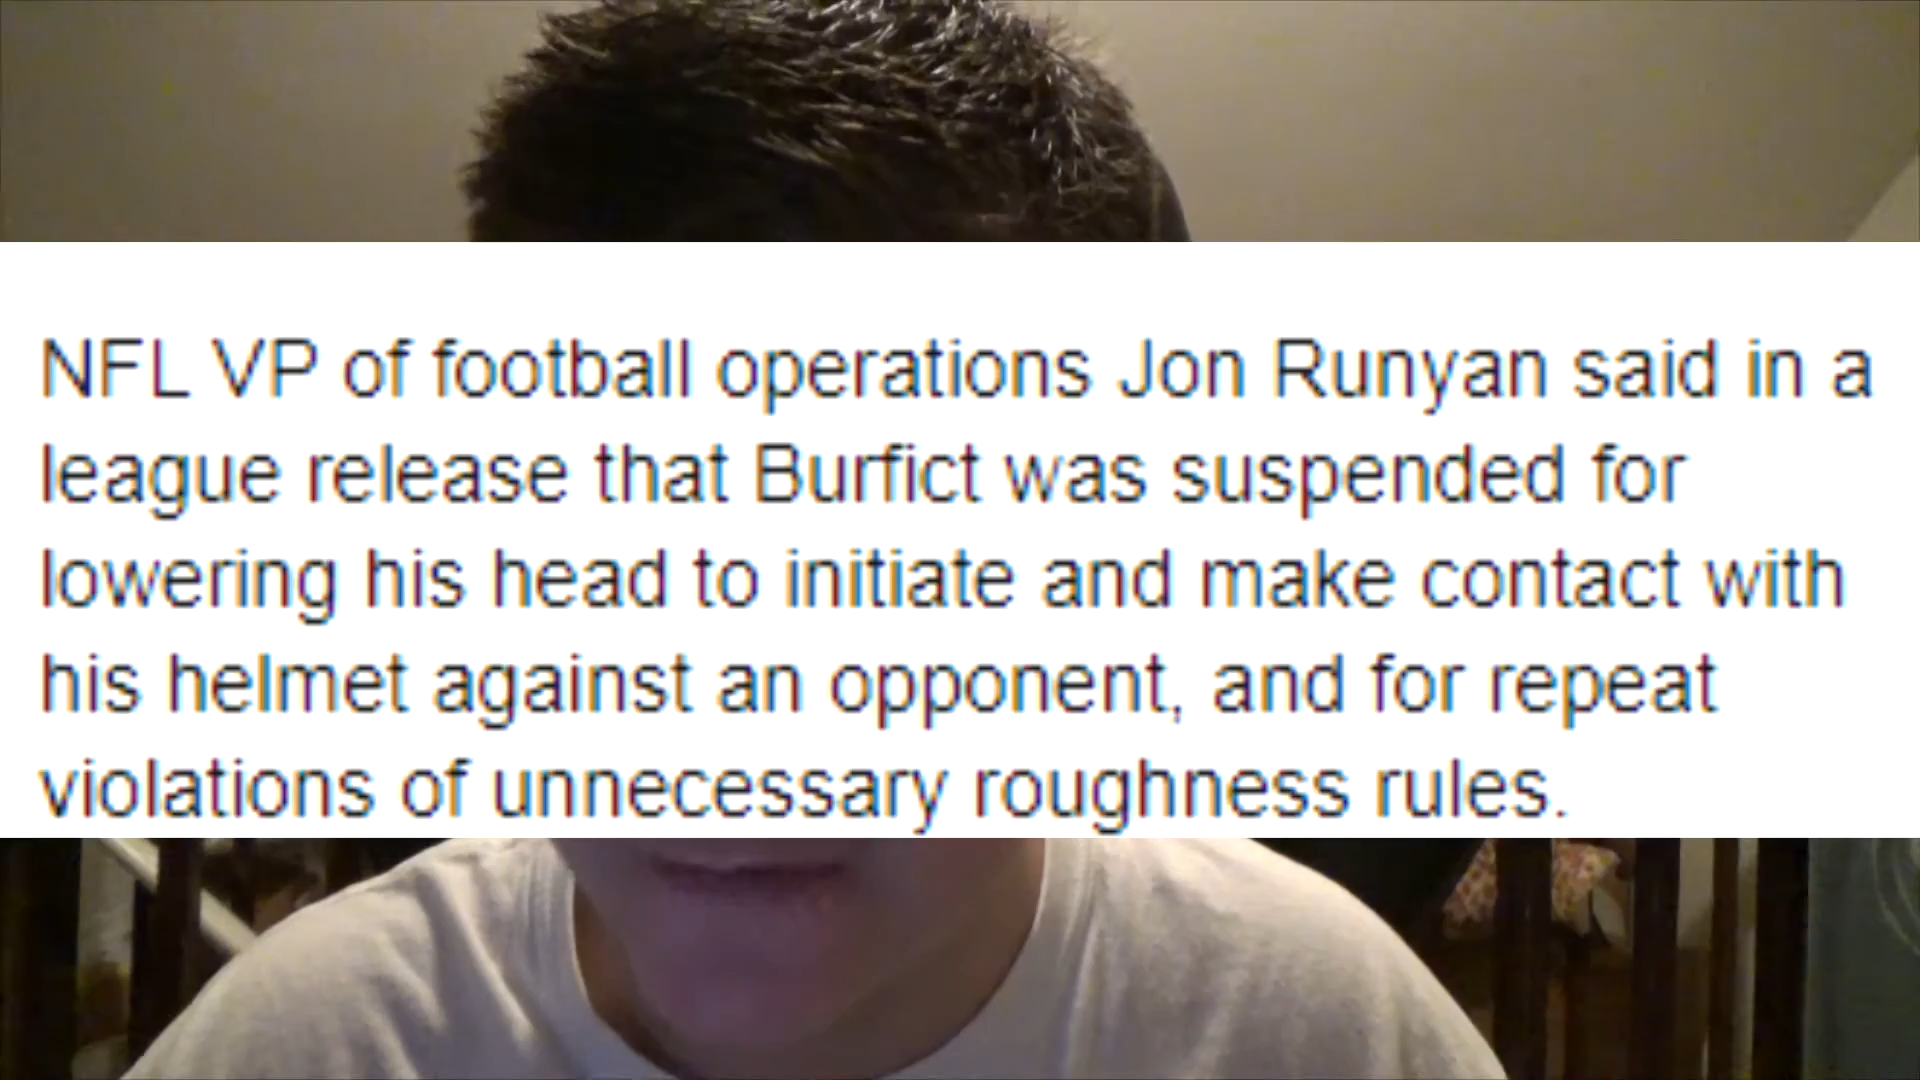 NFL VP of football operations Jon Runyan said in a
league release that Burfict was suspended for
lowering his head to initiate and make contact with
his helmet against an opponent, and for repeat
violations of unnecessary roughness rules.